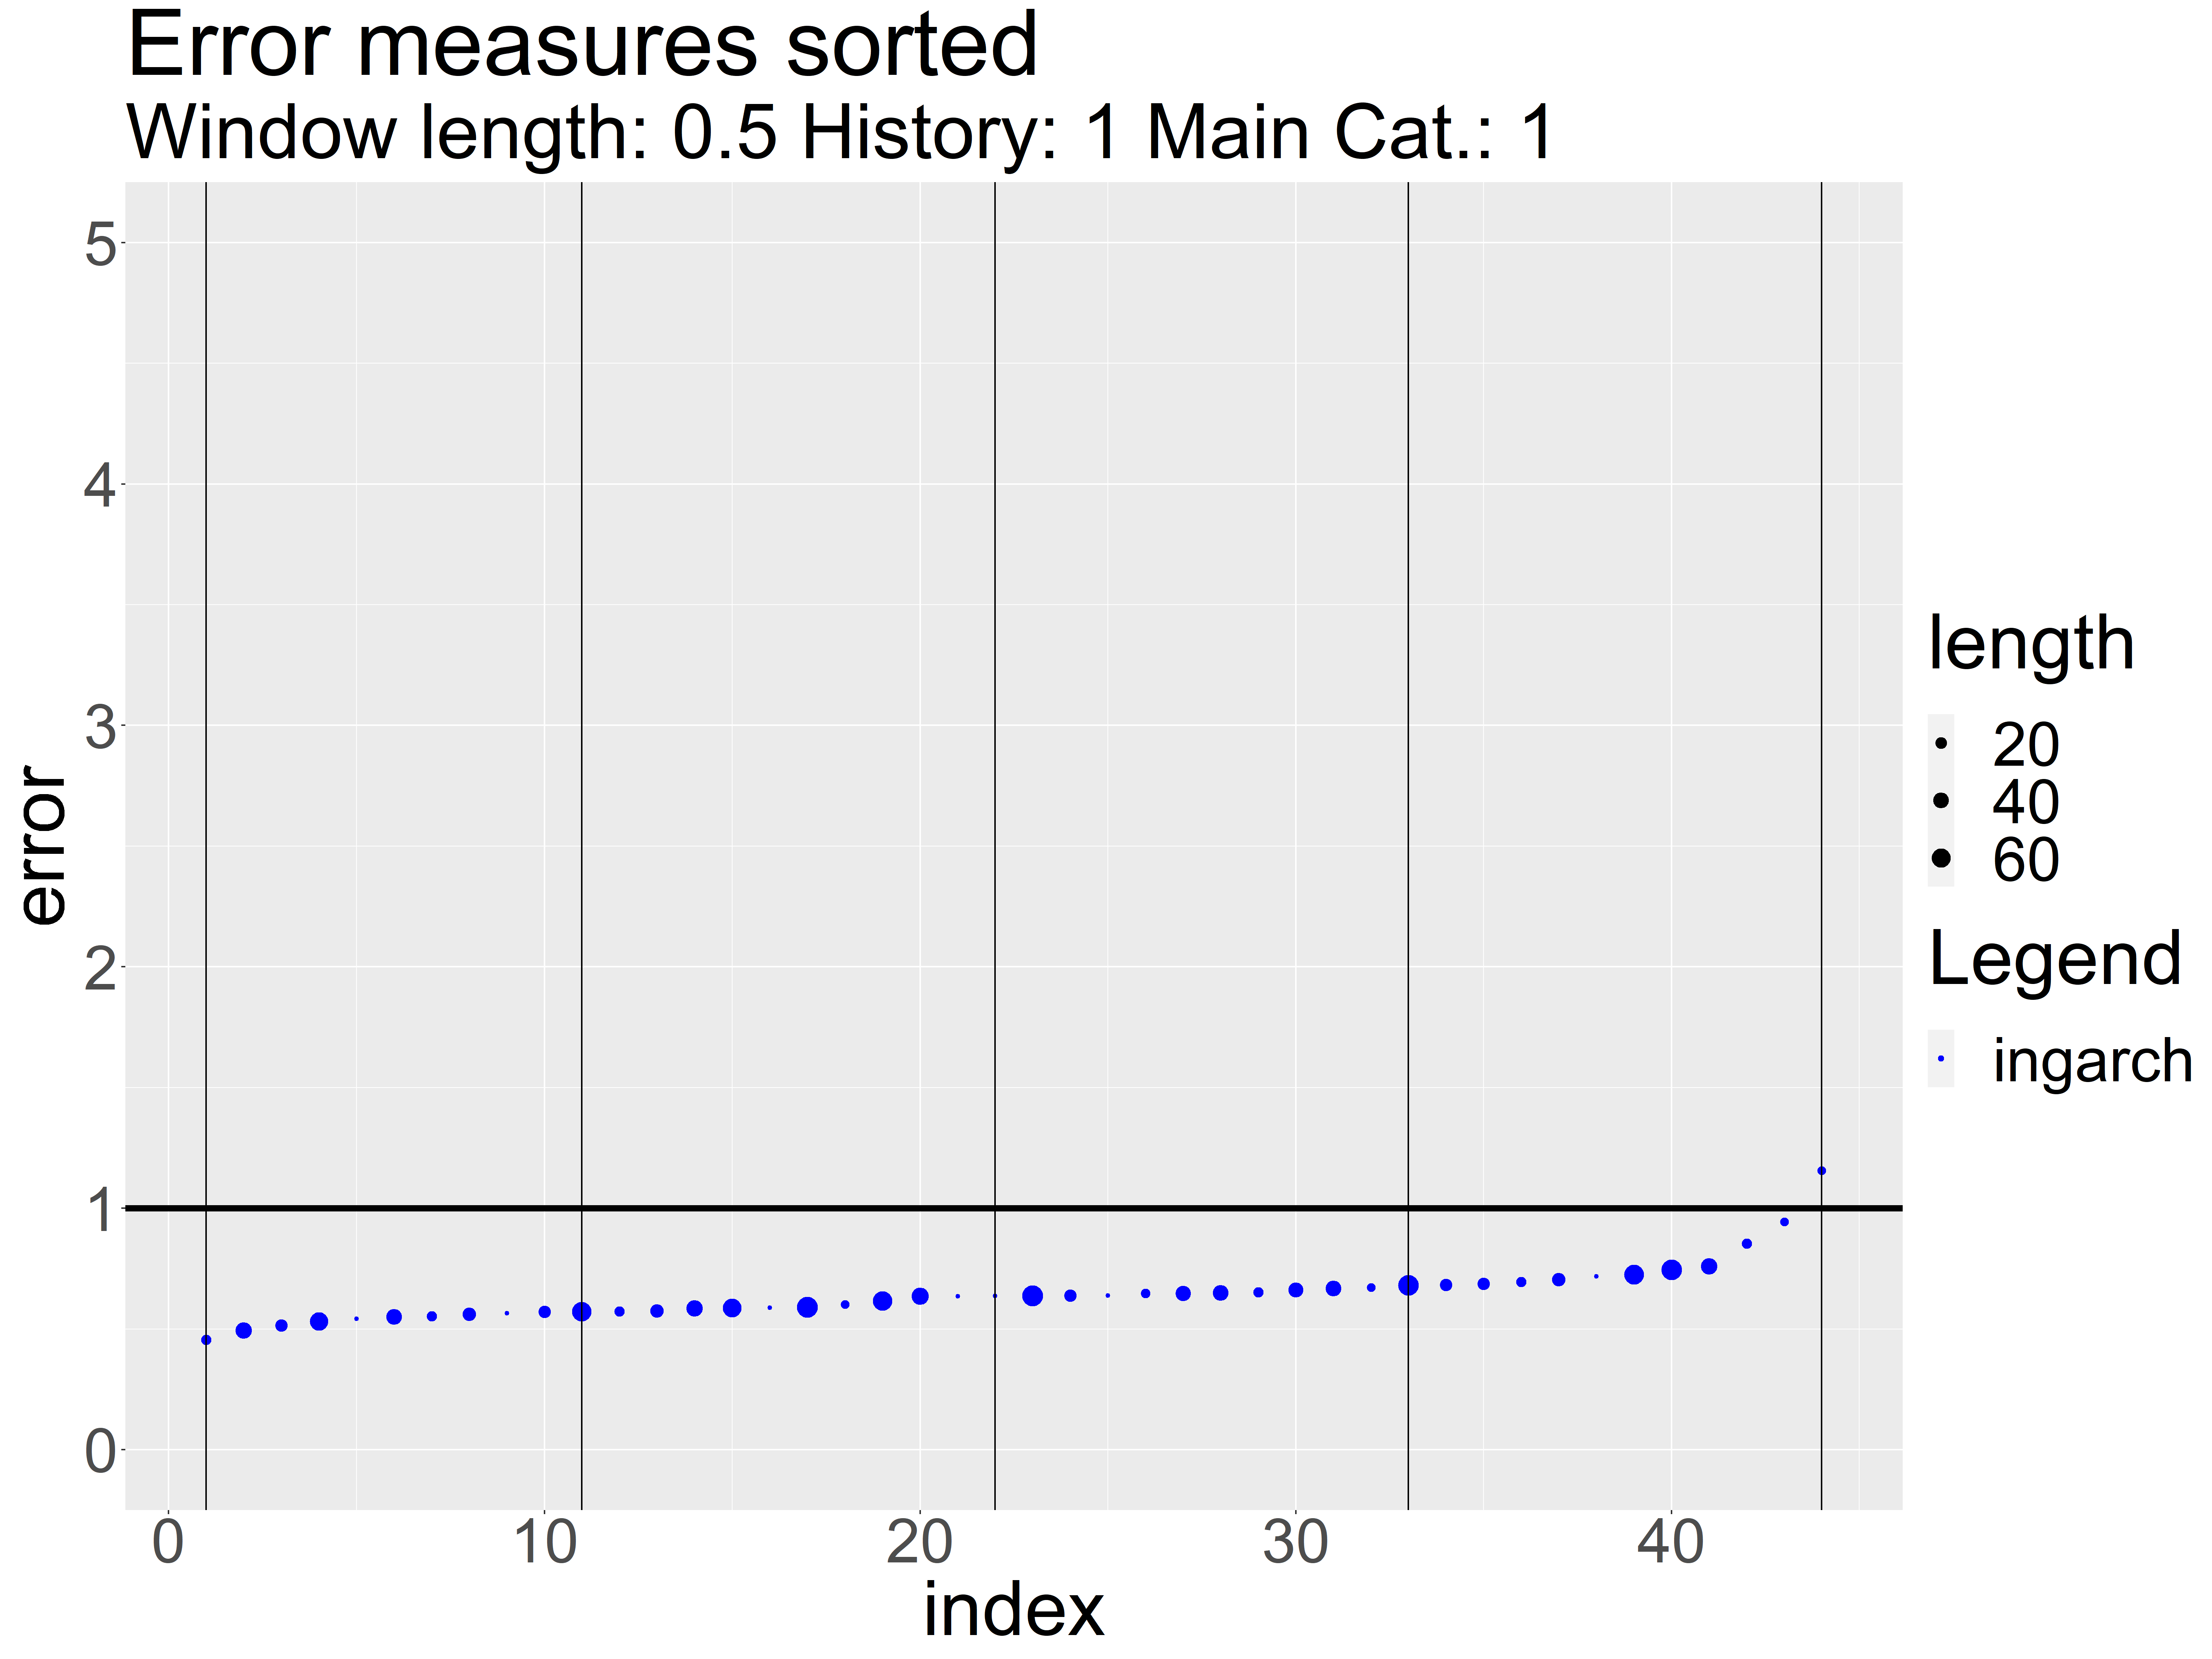 Error measures sorted
Window length: 0.5 History: 1 Main Cat.: 1
5
4
3
2
1
0
error
0 10 20 30 40
index
length
20
40
60
Legend
ingarch